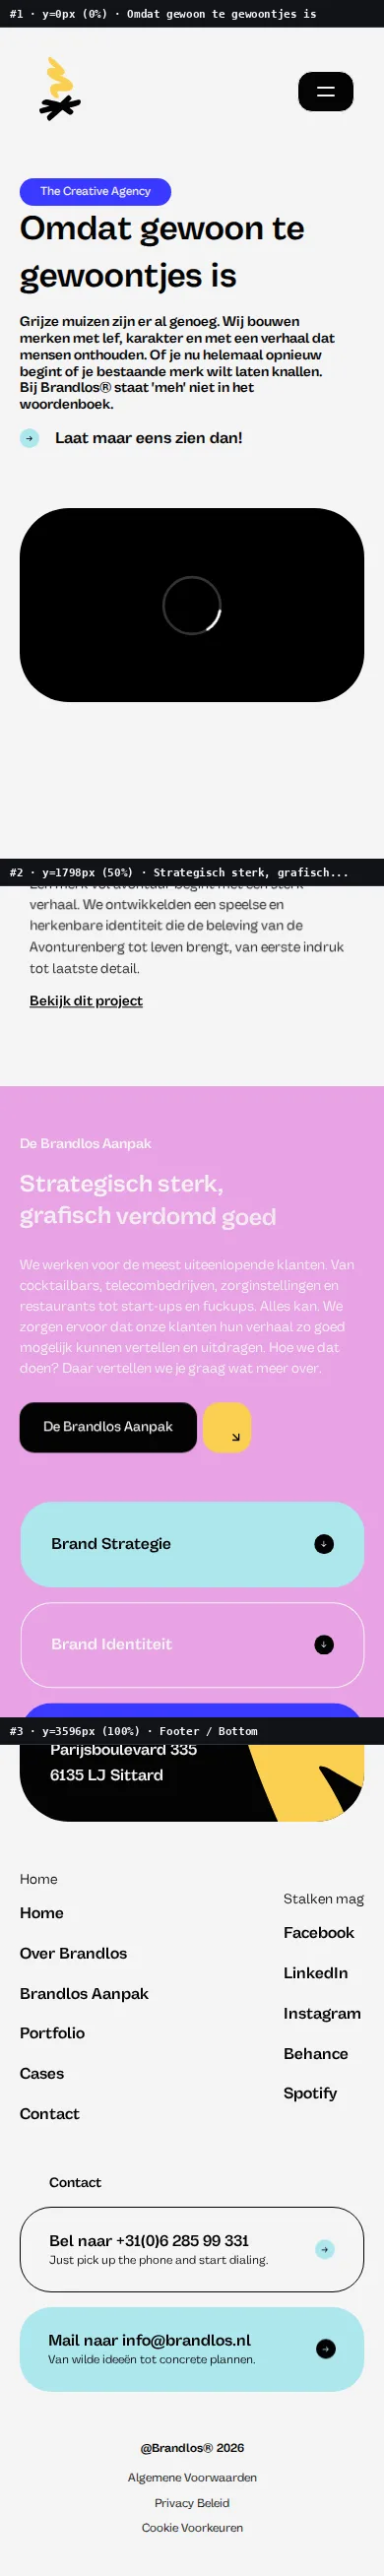 #1 · y=0px (0%) · Omdat gewoon te gewoontjes is
The Creative Agency
Omdat gewoon te
gewoontjes is
Grijze muizen zijn er al genoeg. Wij bouwen
merken met lef, karakter en met een verhaal dat
mensen onthouden. Of je nu helemaal opnieuw
begint of je bestaande merk wilt laten knallen.
Bij Brandlos® staat 'meh' niet in het
woordenboek.
Laat maar eens zien dan!
#2 · y=1798px (50%) · Strategisch sterk, grafisch...
Een merk vol avontuur begint met een sterk
verhaal. We ontwikkelden een speelse en
herkenbare identiteit die de beleving van de
Avonturenberg tot leven brengt, van eerste indruk
tot laatste detail.
Bekijk dit project
De Brandlos Aanpak
Strategisch sterk,
grafisch verdomd goed
We werken voor de meest uiteenlopende klanten. Van
cocktailbars, telecombedrijven, zorginstellingen en
restaurants tot start-ups en fuckups. Alles kan. We
zorgen ervoor dat onze klanten hun verhaal zo goed
mogelijk kunnen vertellen en uitdragen. Hoe we dat
doen? Daar vertellen we je graag wat meer over.
De Brandlos Aanpak
Brand Strategie
Brand Identiteit
#3 · y=3596px (100%) · Footer / Bottom
Parijsboulevard 335
6135 LJ Sittard
Home
Home
Over Brandlos
Brandlos Aanpak
Portfolio
Cases
Contact
Stalken mag
Facebook
LinkedIn
Instagram
Behance
Spotify
Contact
Bel naar +31(0)6 285 99 331
Just pick up the phone and start dialing.
Mail naar info@brandlos.nl
Van wilde ideeën tot concrete plannen.
@Brandlos® 2026
Algemene Voorwaarden
Privacy Beleid
Cookie Voorkeuren